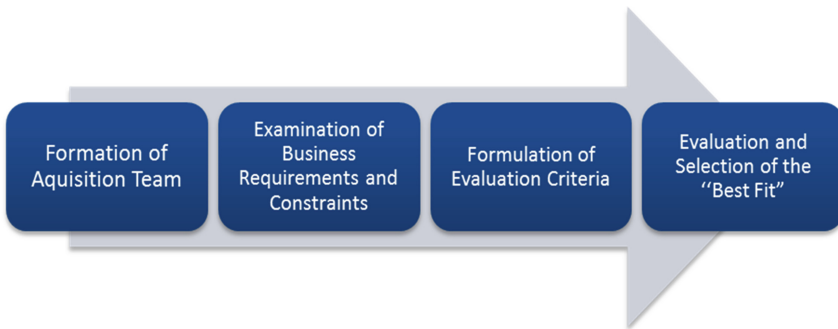 Formation of
Aquisition Team
Examination of
Business
Requirements and
Constraints
Formulation of
Evaluation Criteria
Evaluation and
Selection of the
‘‘Best Fit”